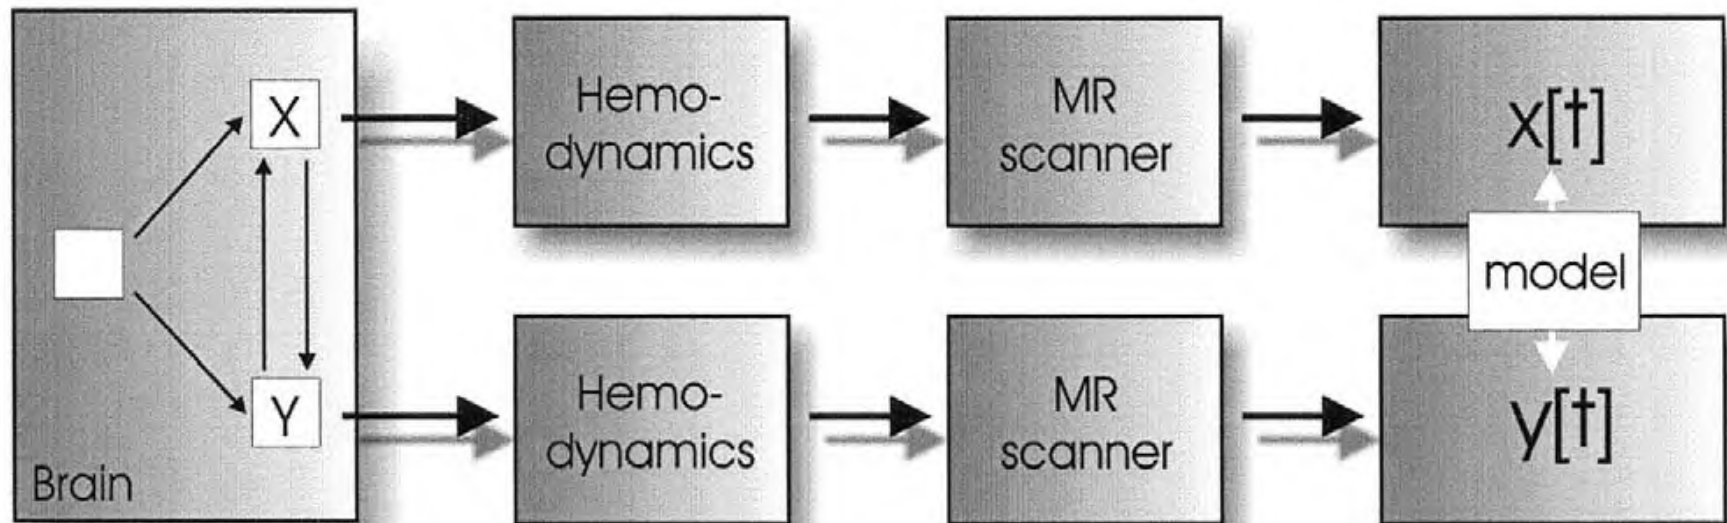 X
Hemo-
dynamics
MR
scanner
x[t]
model
Y
Hemo-
dynamics
MR
scanner
y[t]
Brain